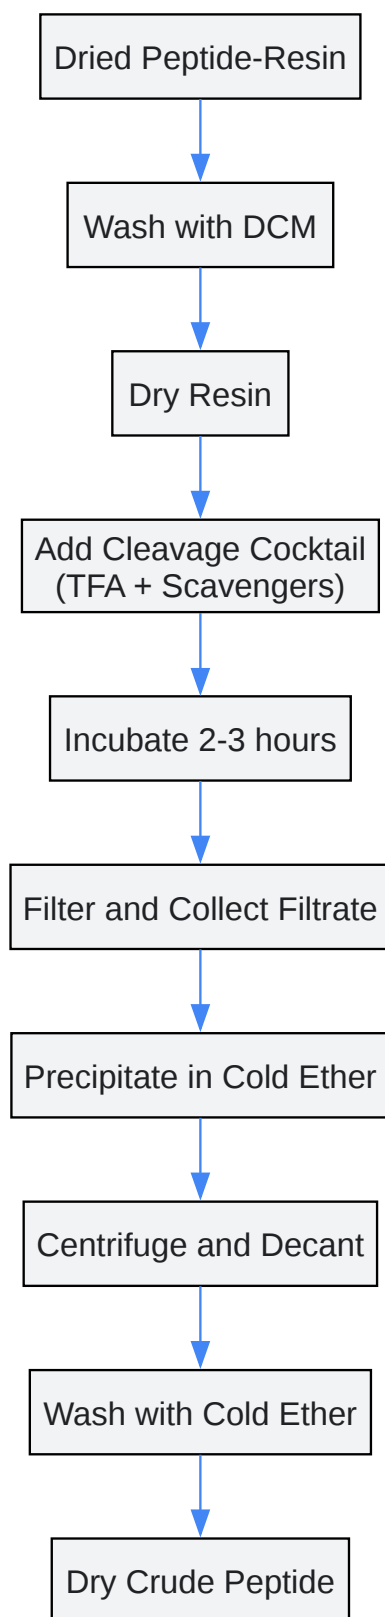 Dried Peptide-Resin
Wash with DCM
Dry Resin
Add Cleavage Cocktail
(TFA + Scavengers)
Incubate 2-3 hours
Filter and Collect Filtrate
Precipitate in Cold Ether
Centrifuge and Decant
Wash with Cold Ether
Dry Crude Peptide